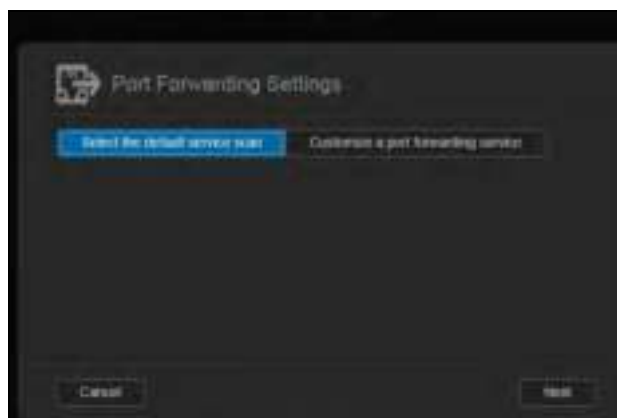 Port Forwarding Settings
Select the default service scan
Customize a port forwarding service
Cancel
Next